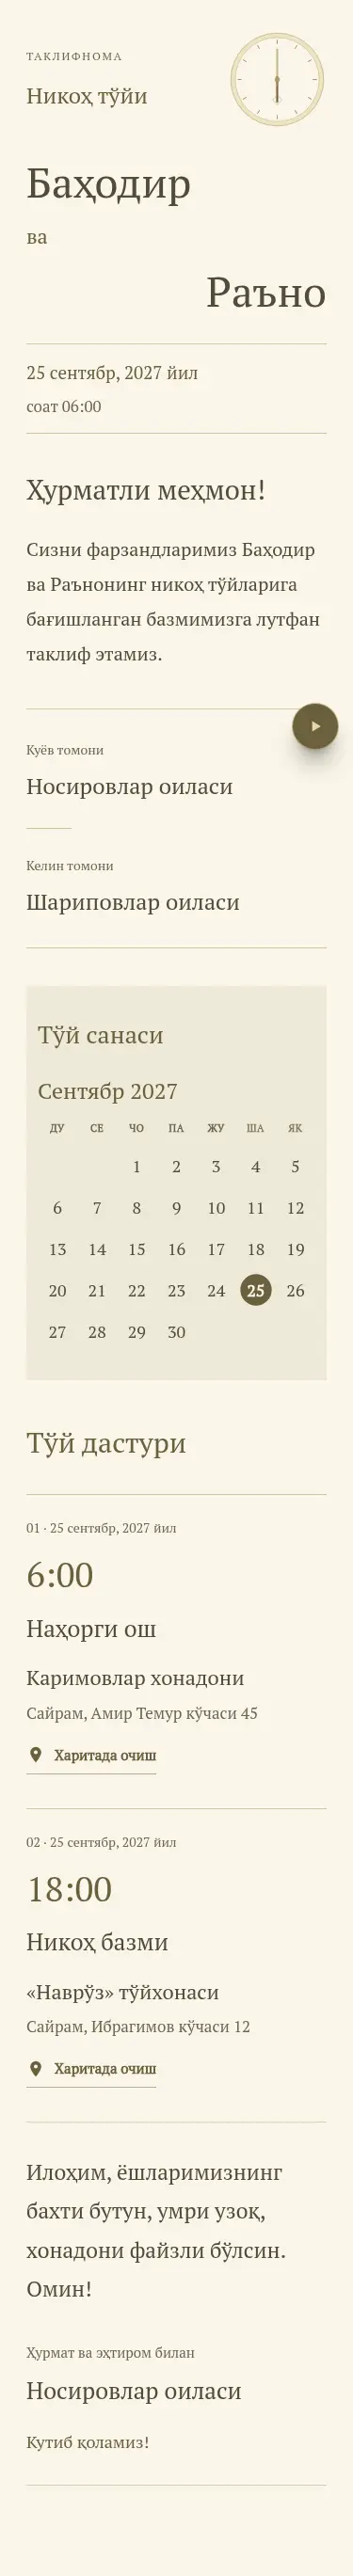 ТАКЛИФНОМА
Никоҳ тўйи
Баҳодир
ва
Раъно
25 сентябр, 2027 йил
соат 06:00
Ҳурматли меҳмон!
Сизни фарзандларимиз Баҳодир
ва Раънонинг никоҳ тўйларига
бағишланган базмимизга лутфан
таклиф этамиз.
Куёв томони
Носировлар оиласи
Келин томони
Шариповлар оиласи
Тўй санаси
Сентябр 2027
ДУ СЕ ЧО ПА ЖУ ША ЯК
1 2 3 4 5
6 7 8 9 10 11 12
13 14 15 16 17 18 19
20 21 22 23 24 25 26
27 28 29 30
Тўй дастури
01 · 25 сентябр, 2027 йил
6:00
Наҳорги ош
Каримовлар хонадони
Сайрам, Амир Темур кўчаси 45
Харитада очиш
02 · 25 сентябр, 2027 йил
18:00
Никоҳ базми
«Наврўз» тўйхонаси
Сайрам, Ибрагимов кўчаси 12
Харитада очиш
Илоҳим, ёшларимизнинг
бахти бутун, умри узоқ,
хонадони файзли бўлсин.
Омин!
Ҳурмат ва эҳтиром билан
Носировлар оиласи
Кутиб қоламиз!